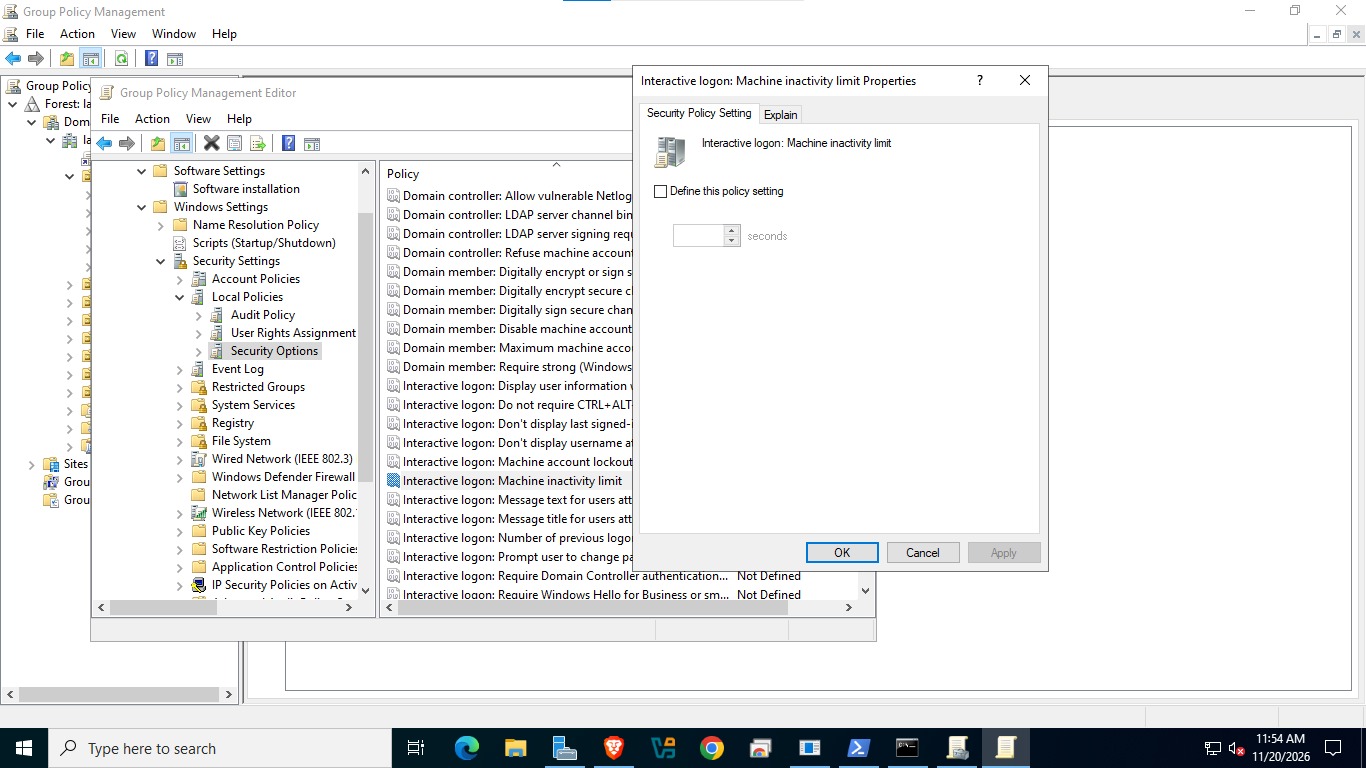 Group Policy Management
File Action View Window Help
Group Policy
Forest: la
Dom
la
Sites
Grou
Grou
Group Policy Management Editor
File Action View Help
Software Settings
Software installation
Windows Settings
Name Resolution Policy
Scripts (Startup/Shutdown)
Security Settings
Account Policies
Local Policies
Audit Policy
User Rights Assignment
Security Options
Event Log
Restricted Groups
System Services
Registry
File System
Wired Network (IEEE 802.3)
Windows Defender Firewall
Network List Manager Polic
Wireless Network (IEEE 802.
Public Key Policies
Software Restriction Policies
Application Control Policies
IP Security Policies on Activ
Policy
Domain controller: Allow vulnerable Netlog
Domain controller: LDAP server channel bin
Domain controller: LDAP server signing requ
Domain controller: Refuse machine account
Domain member: Digitally encrypt or sign s
Domain member: Digitally encrypt secure cl
Domain member: Digitally sign secure chan
Domain member: Disable machine account
Domain member: Maximum machine acco
Domain member: Require strong (Windows
Interactive logon: Display user information w
Interactive logon: Do not require CTRL+ALT-
Interactive logon: Don't display last signed-i
Interactive logon: Don't display username at
Interactive logon: Machine account lockout
Interactive logon: Machine inactivity limit
Interactive logon: Message text for users att
Interactive logon: Message title for users att
Interactive logon: Number of previous logo
Interactive logon: Prompt user to change pa
Interactive logon: Require Domain Controller authentication... Not Defined
Interactive logon: Require Windows Hello for Business or sm... Not Defined
Interactive logon: Machine inactivity limit Properties ?
Security Policy Setting Explain
Interactive logon: Machine inactivity limit
Define this policy setting
seconds
OK Cancel Apply
Type here to search
11:54 AM
11/20/2026